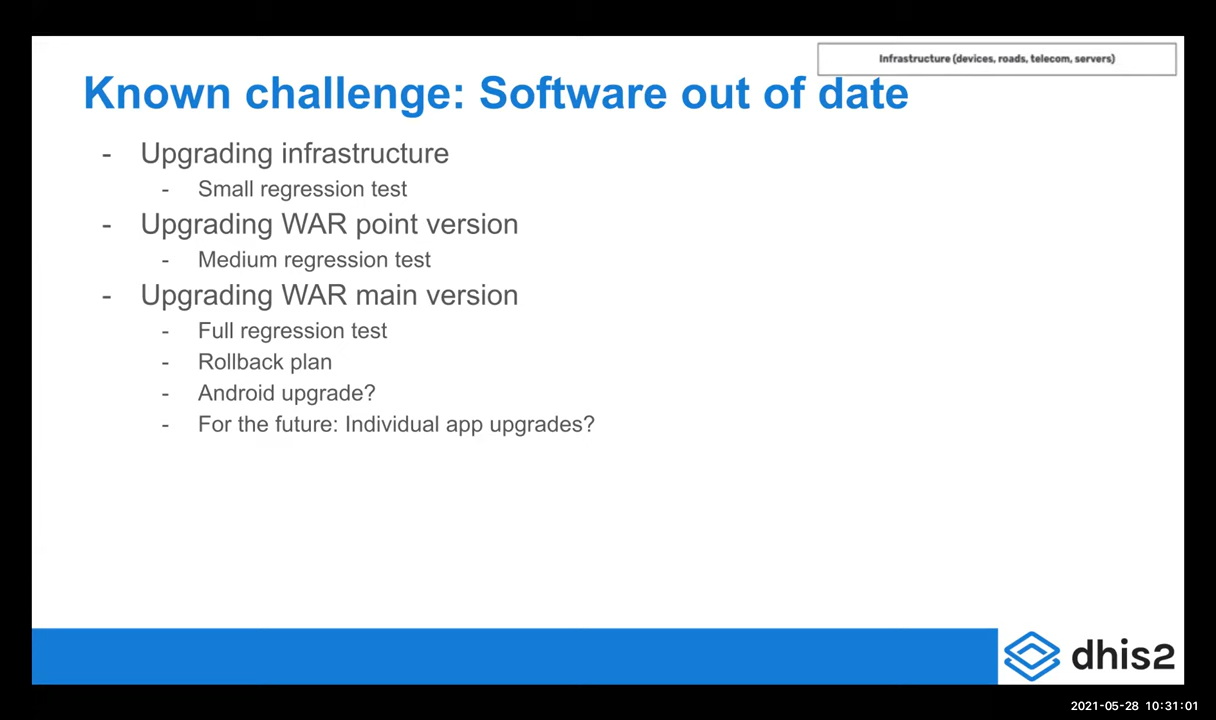 Infrastructure (devices, roads, telecom, servers)
Known challenge: Software out of date
- Upgrading infrastructure
- Small regression test
- Upgrading WAR point version
- Medium regression test
- Upgrading WAR main version
- Full regression test
- Rollback plan
- Android upgrade?
- For the future: Individual app upgrades?
dhis2
2021-05-28 10:31:01